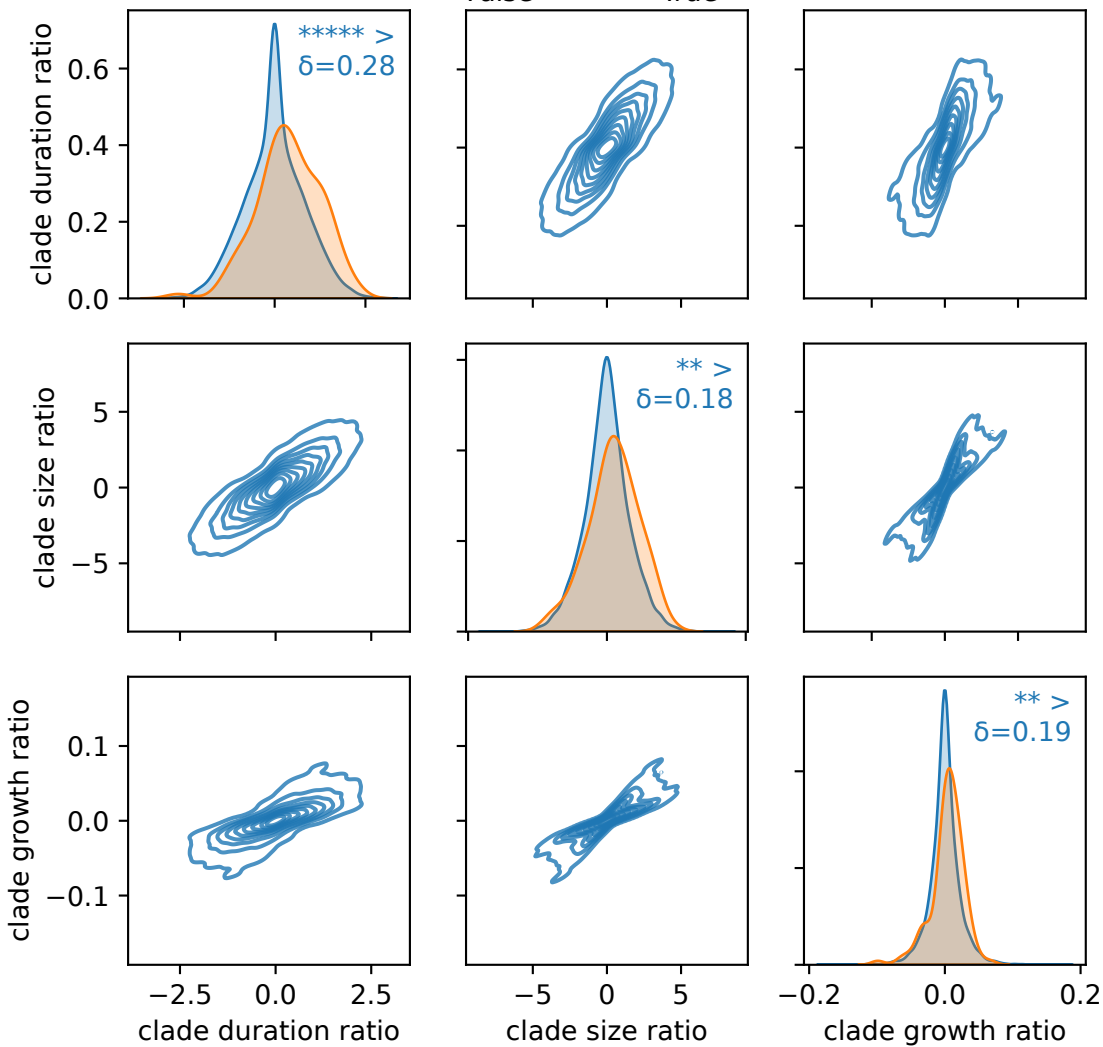 clade duration ratio
0.6
0.4
0.2
0.0
***** >
δ=0.28
clade size ratio
5
0
−5
** >
δ=0.18
clade growth ratio
0.1
0.0
−0.1
** >
δ=0.19
−2.5 0.0 2.5
−5 0 5
−0.2 0.0 0.2
clade duration ratio
clade size ratio
clade growth ratio